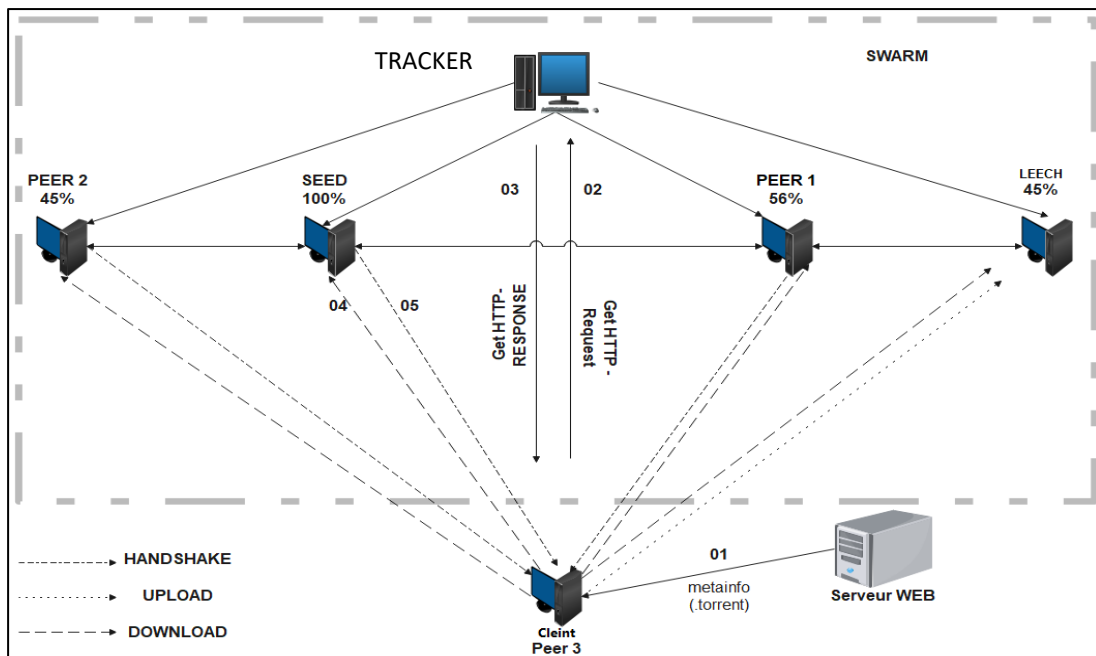 TRACKER
SWARM
PEER 2
45%
SEED
100%
03
02
PEER 1
56%
LEECH
45%
04
05
Get HTTP-
RESPONSE
Get HTTP -
Request
01
metainfo
(.torrent)
Serveur WEB
HANDSHAKE
UPLOAD
DOWNLOAD
Cleint
Peer 3